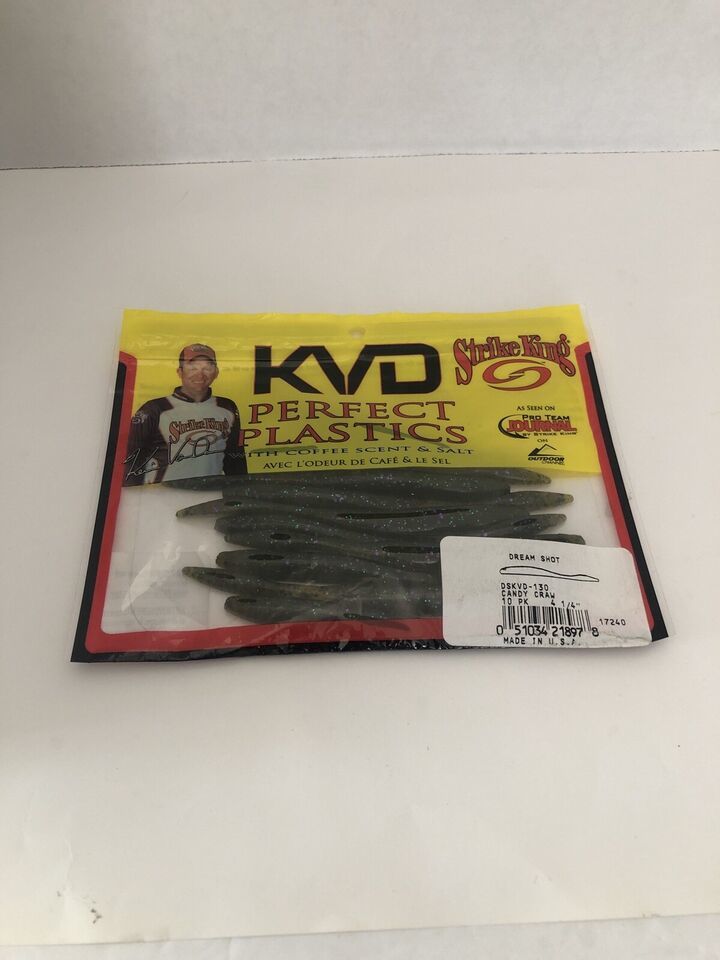 KVD
PERFECT
PLASTICS
WITH COFFEE SCENT & SALT
AVEC L'ODEUR DE CAFÉ & LE SEL
Strike King
AS SEEN ON
PRO TEAM
JOURNAL
BY STRIKE KING
ON
OUTDOOR
CHANNEL
Strike King
DREAM SHOT
DSKVD-130
CANDY CRAW
10 PK 4 1/4"
17240
0 51034 21897 8
MADE IN U.S.A.